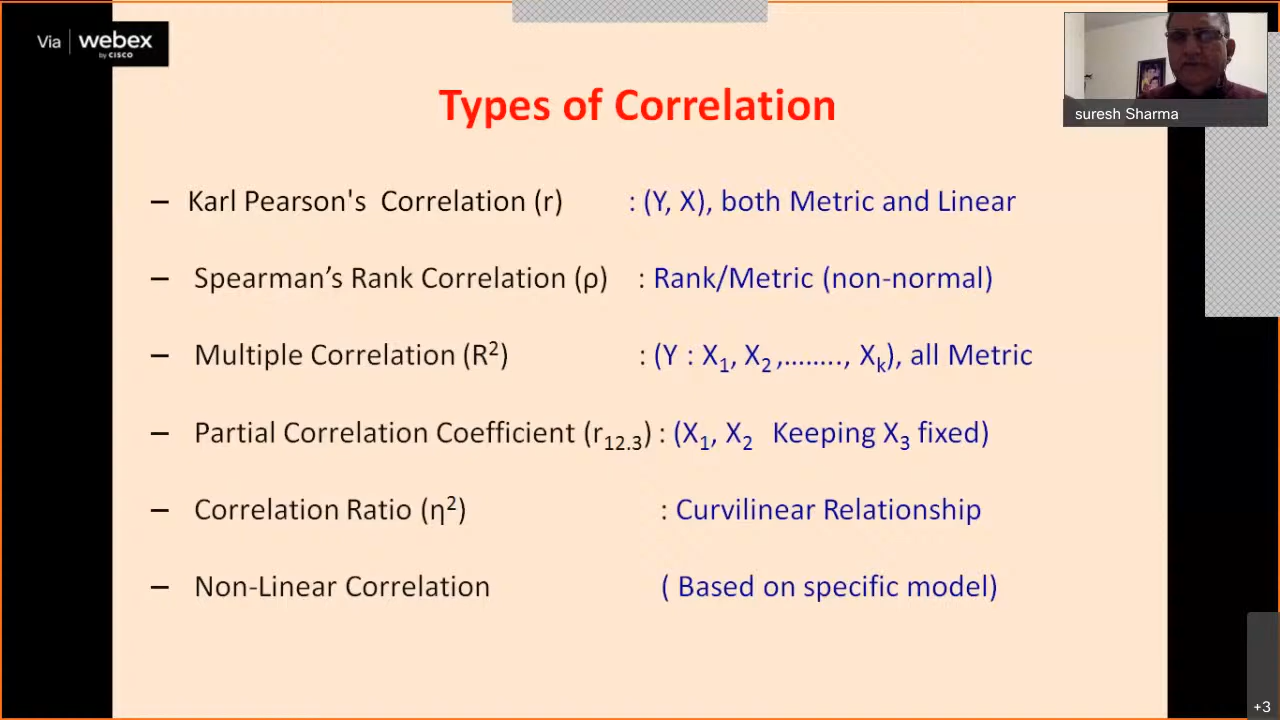 Via webex
by CISCO
suresh Sharma
Types of Correlation
– Karl Pearson's Correlation (r) : (Y, X), both Metric and Linear
– Spearman’s Rank Correlation (ρ) : Rank/Metric (non-normal)
– Multiple Correlation (R²) : (Y : X₁, X₂ ,…….., Xₖ), all Metric
– Partial Correlation Coefficient (r₁₂.₃) : (X₁, X₂ Keeping X₃ fixed)
– Correlation Ratio (η²) : Curvilinear Relationship
– Non-Linear Correlation ( Based on specific model)
+3